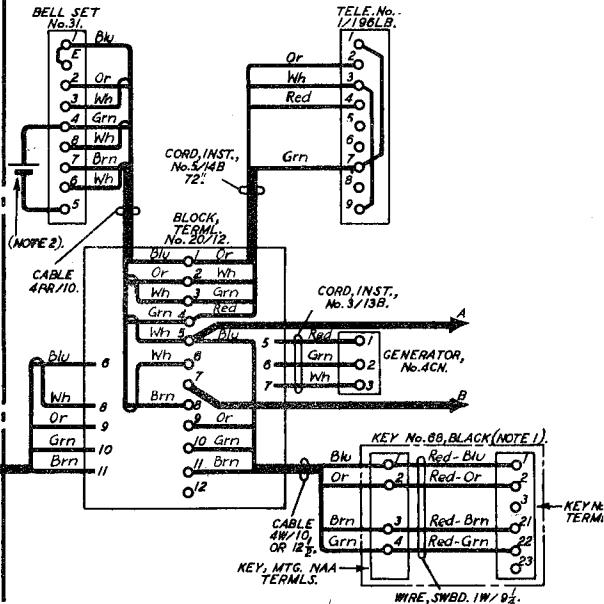 BELL SET
No.31.
TELE.No.-
1/196LB.
1 Blu
E
2 Or
3 Wh
4 Grn
8 Wh
7 Brn
6 Wh
5
(NOTE 2).
CABLE
4PR/10.
CORD, INST.,
No.5/14B
72".
Or
Wh
Red
Grn
1
2
3
4
5
6
7
8
9
BLOCK,
TERML.
No.20/12.
Blu 1 Or
Or 2 Wh
Wh 3 Grn
Grn 4 Red
Wh 5 Blu
Wh 6
7
Brn 8
9 Or
10 Grn
11 Brn
12
Blu 6
Wh 8
Or 9
Grn 10
Brn 11
CORD, INST.,
No.3/13B.
5 Red 1
6 Grn 2
7 Wh 3
GENERATOR,
No.4CN.
A
B
KEY No.68, BLACK (NOTE 1).
Blu 1 Red-Blu 1
Or 2 Red-Or 2
3
Brn 3 Red-Brn 21
Grn 4 Red-Grn 22
23
CABLE
4W/10
OR 12½.
KEY, MTG. NAA
TERMLS.
WIRE, SWBD. 1W/9¼.
KEY No
TERM